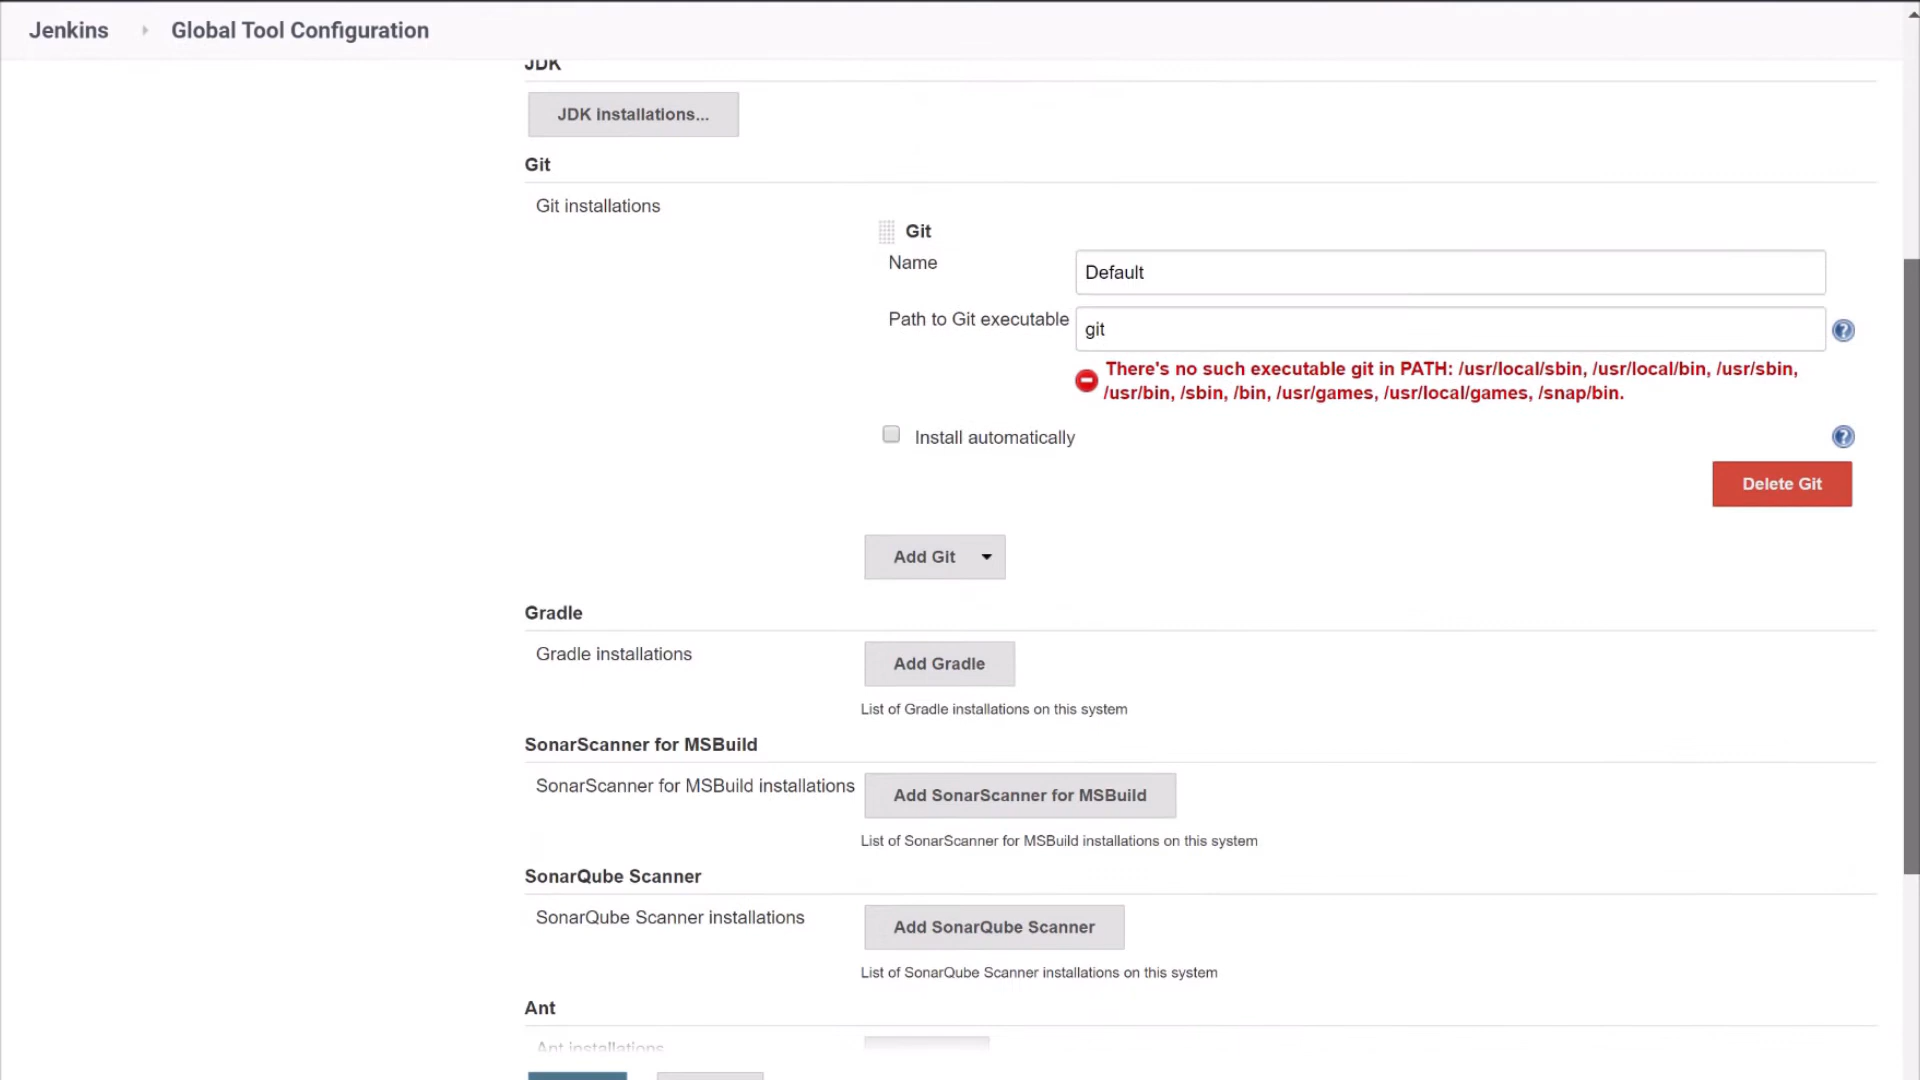 Jenkins
Global Tool Configuration
JDK
JDK installations...
Git
Git installations
Git
Name
Default
Path to Git executable
git
There's no such executable git in PATH: /usr/local/sbin, /usr/local/bin, /usr/sbin,
/usr/bin, /sbin, /bin, /usr/games, /usr/local/games, /snap/bin.
Install automatically
Delete Git
Add Git
Gradle
Gradle installations
Add Gradle
List of Gradle installations on this system
SonarScanner for MSBuild
SonarScanner for MSBuild installations
Add SonarScanner for MSBuild
List of SonarScanner for MSBuild installations on this system
SonarQube Scanner
SonarQube Scanner installations
Add SonarQube Scanner
List of SonarQube Scanner installations on this system
Ant
Ant installations